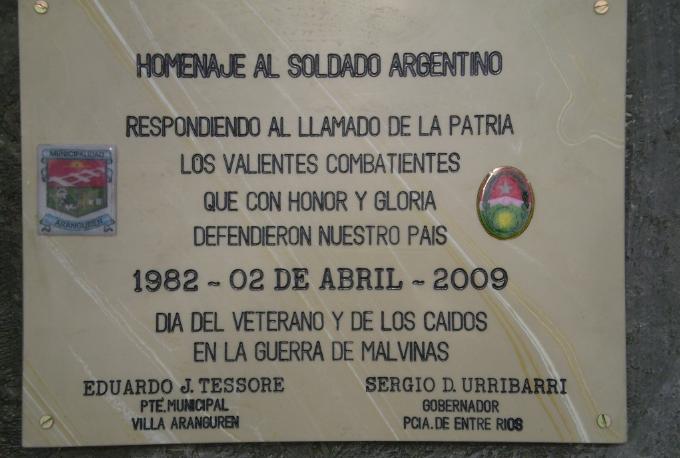 HOMENAJE AL SOLDADO ARGENTINO
RESPONDIENDO AL LLAMADO DE LA PATRIA
LOS VALIENTES COMBATIENTES
QUE CON HONOR Y GLORIA
DEFENDIERON NUESTRO PAIS
MUNICIPALIDAD
ARANGUREN
1982 ~ 02 DE ABRIL ~ 2009
DIA DEL VETERANO Y DE LOS CAIDOS
EN LA GUERRA DE MALVINAS
EDUARDO J. TESSORE
PTE. MUNICIPAL
VILLA ARANGUREN
SERGIO D. URRIBARRI
GOBERNADOR
PCIA. DE ENTRE RIOS